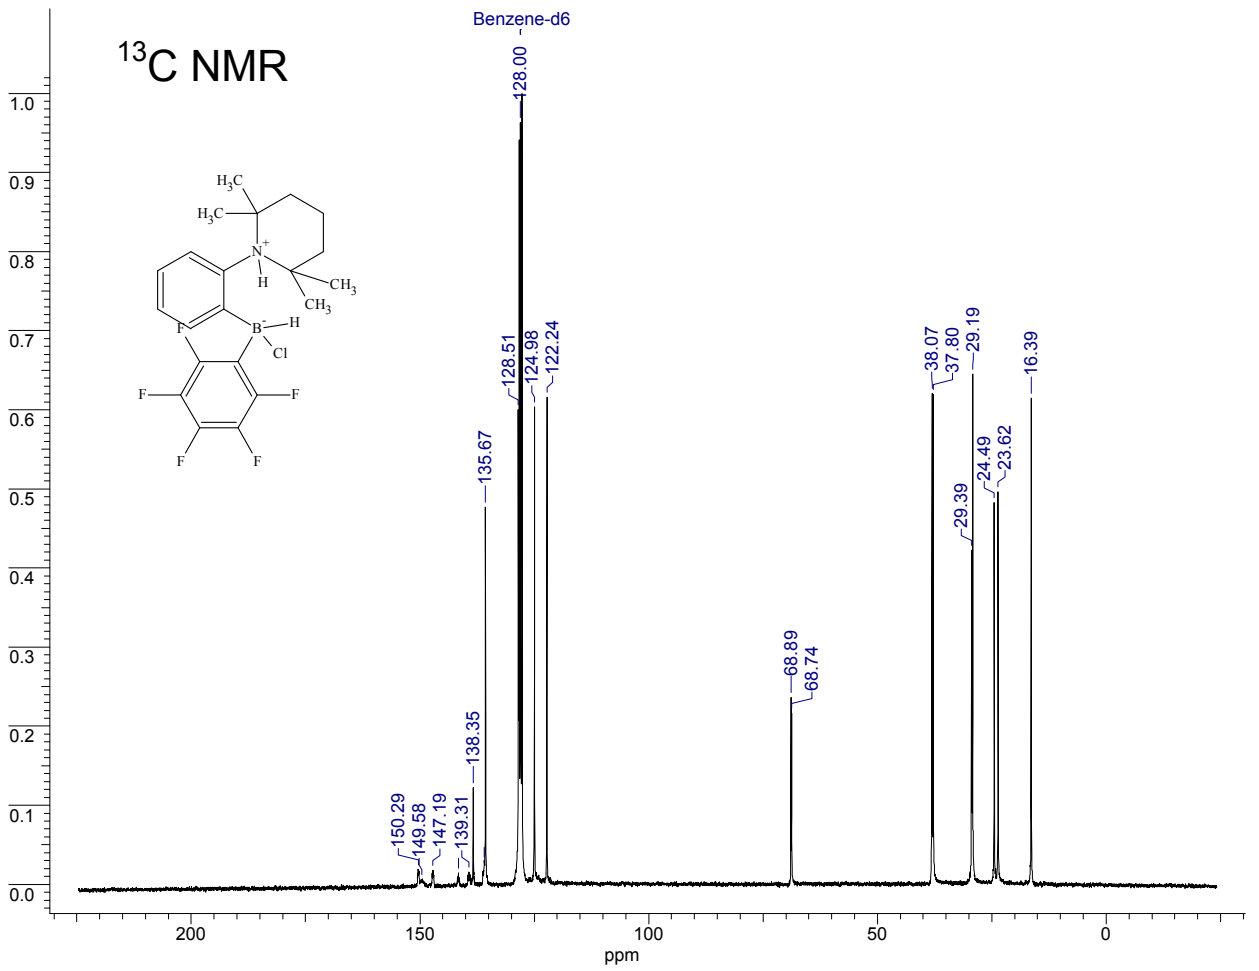 Benzene-d6
¹³C NMR
128.00
1.0
0.9
0.8
0.7
0.6
0.5
0.4
0.3
0.2
0.1
0.0
H₃C
H₃C
N⁺
H
CH₃
CH₃
F
B⁻
H
Cl
F
F
F
F
150.29
149.58
147.19
139.31
138.35
135.67
128.51
124.98
122.24
68.89
68.74
38.07
37.80
29.39
29.19
24.49
23.62
16.39
200
150
100
50
0
ppm